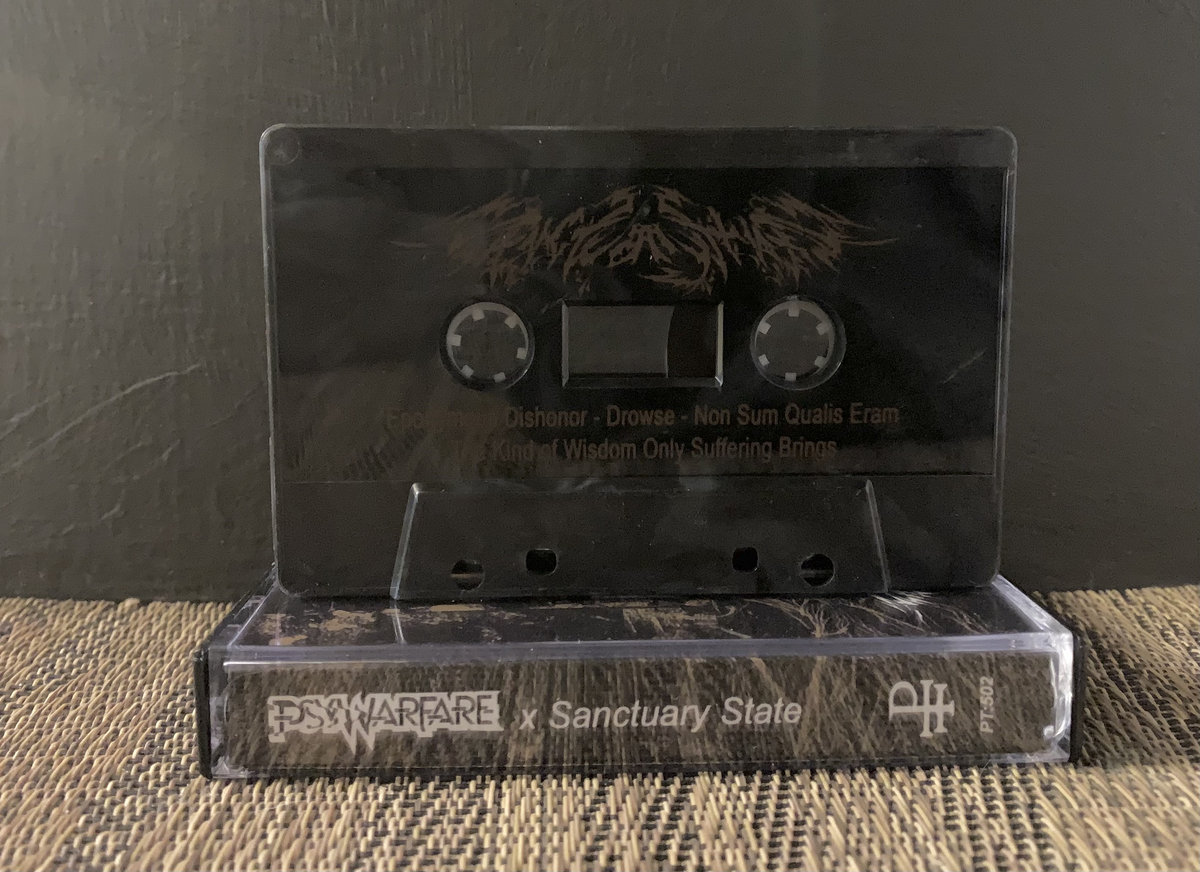 Dishonor - Drowse - Non Sum Qualis Eram
Kind of Wisdom Only Suffering Brings
PSYWARFARE x Sanctuary State
PT-502